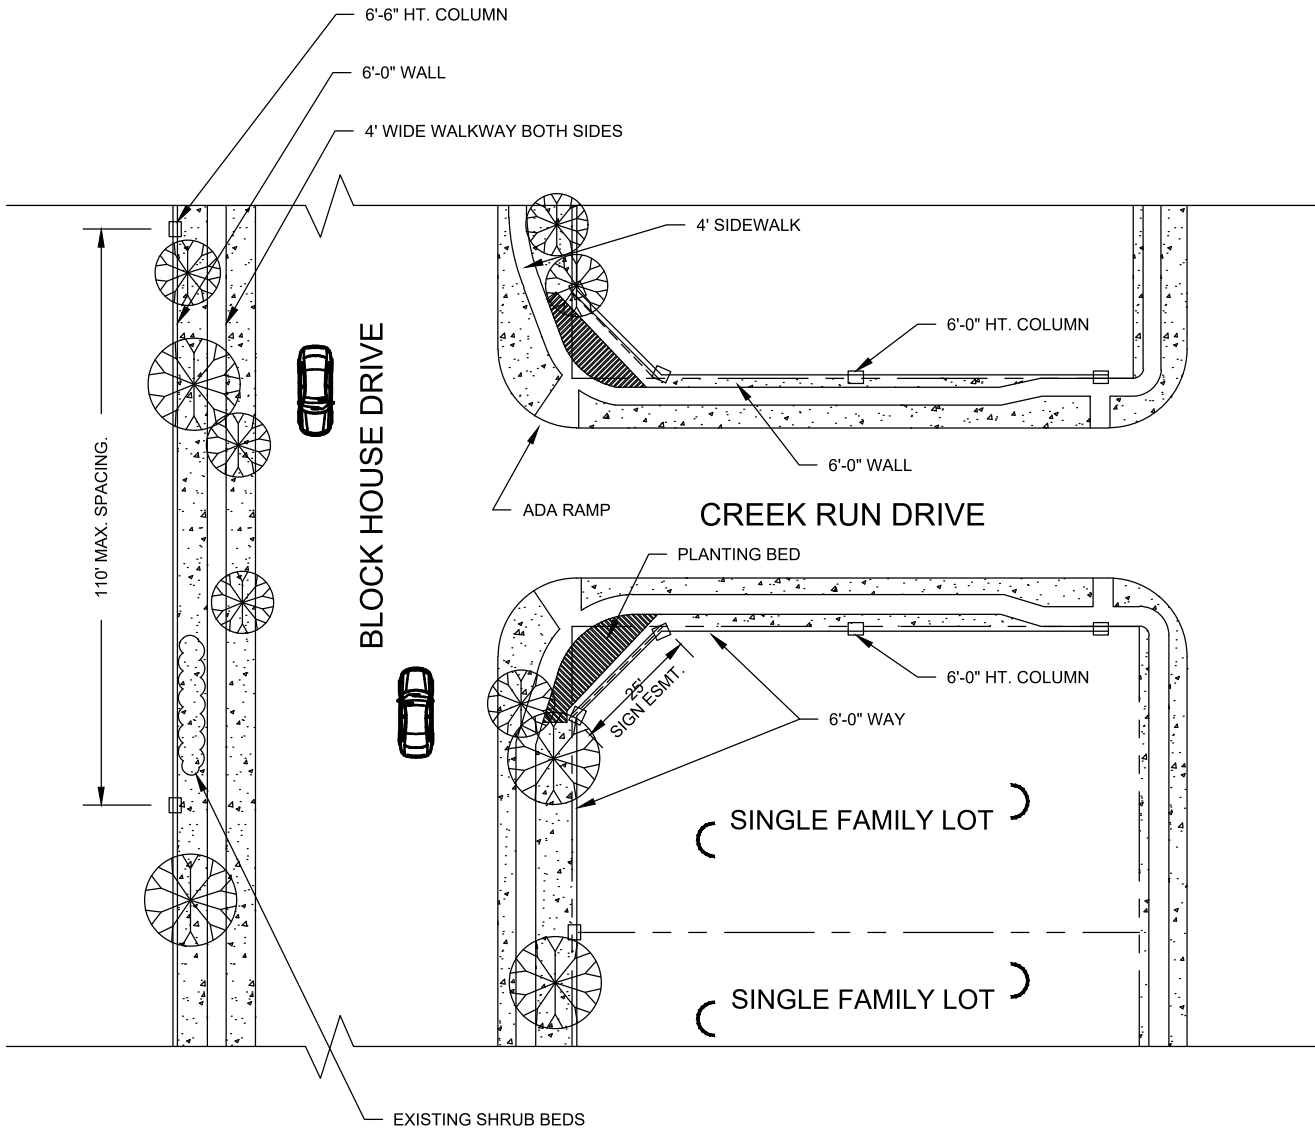 6'-6" HT. COLUMN
6'-0" WALL
4' WIDE WALKWAY BOTH SIDES
4' SIDEWALK
6'-0" HT. COLUMN
BLOCK HOUSE DRIVE
110' MAX. SPACING.
6'-0" WALL
ADA RAMP
CREEK RUN DRIVE
PLANTING BED
25'
SIGN ESMT.
6'-0" HT. COLUMN
6'-0" WAY
SINGLE FAMILY LOT
SINGLE FAMILY LOT
EXISTING SHRUB BEDS